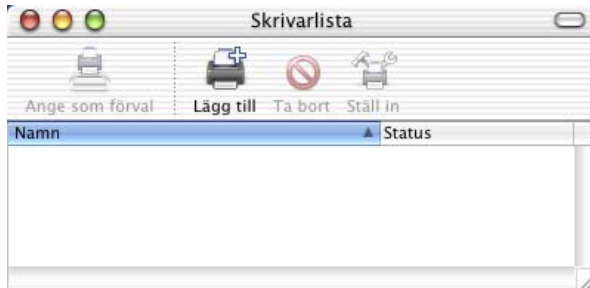 Skrivarlista
Ange som förval Lägg till Ta bort Ställ in
Namn Status